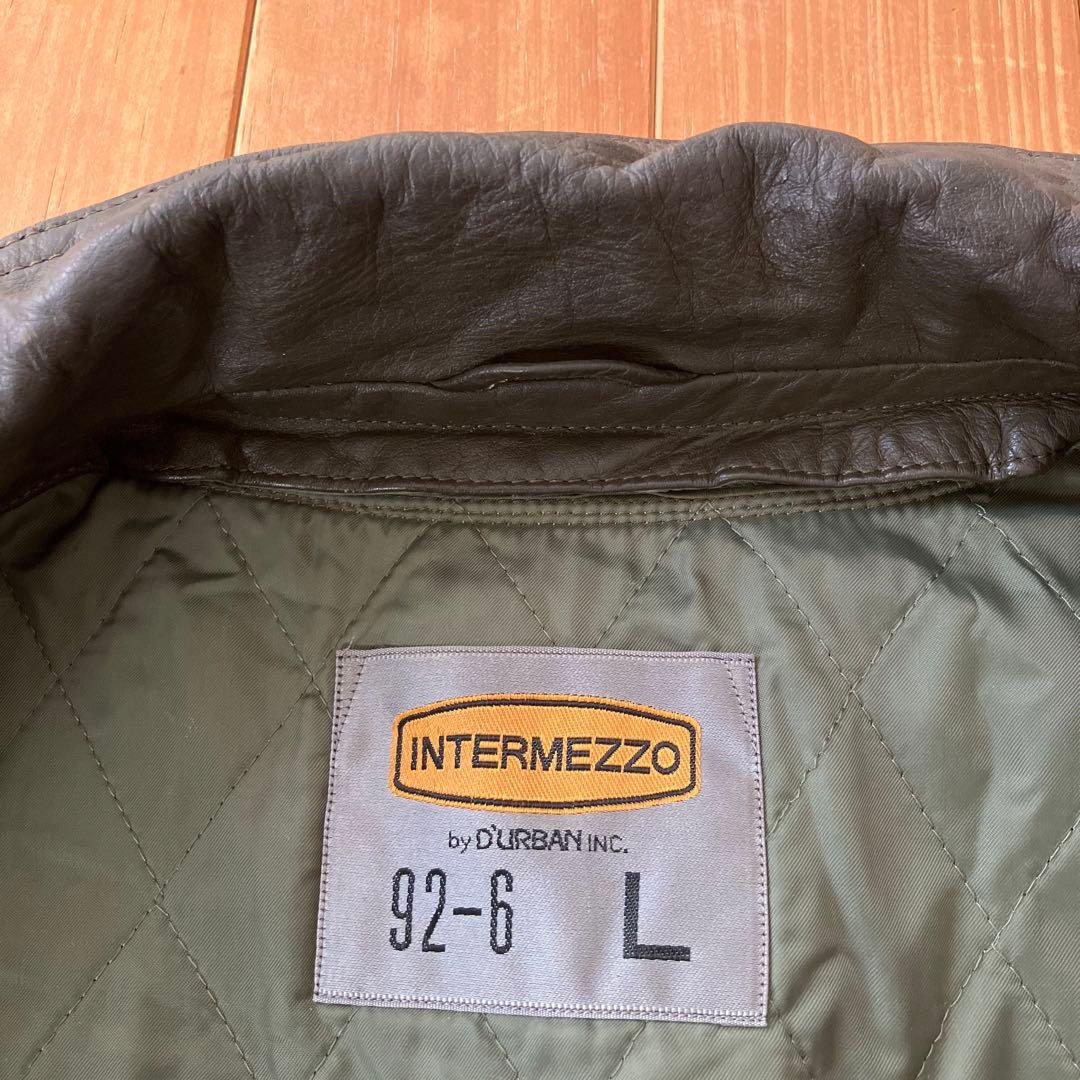 INTERMEZZO
by D'URBAN INC.
92-6 L